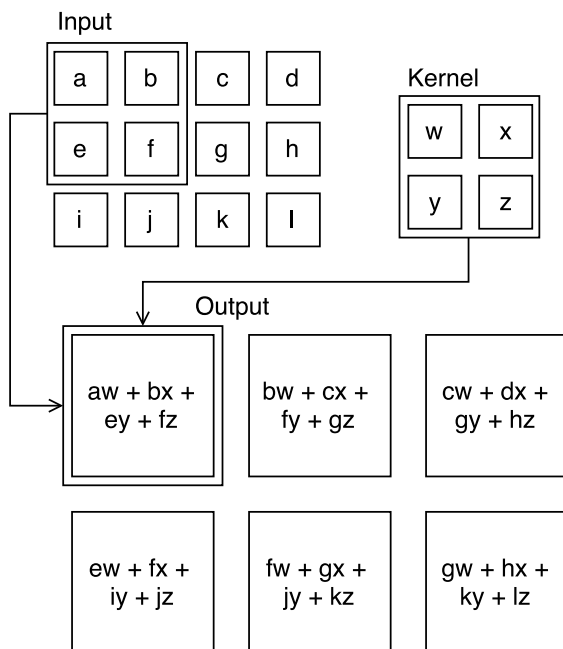 Input
a b c d
Kernel
e f g h
w x
i j k l
y z
Output
aw + bx +
ey + fz
bw + cx +
fy + gz
cw + dx +
gy + hz
ew + fx +
iy + jz
fw + gx +
jy + kz
gw + hx +
ky + lz